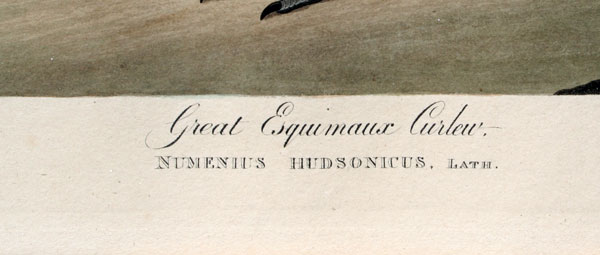 Great Esquimaux Curlew.
NUMENIUS HUDSONICUS, LATH.